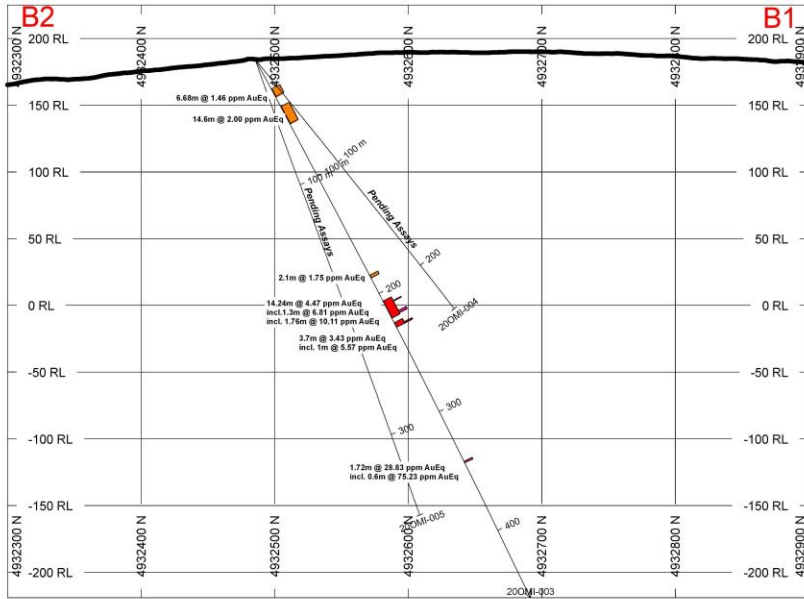 B2
B1
4932300 N
4932400 N
4932500 N
4932600 N
4932700 N
4932800 N
4932900 N
200 RL
200 RL
6.68m @ 1.46 ppm AuEq
150 RL
14.6m @ 2.00 ppm AuEq
150 RL
100 m
100 m
100 m
100 RL
100 RL
Pending Assays
Pending Assays
50 RL
50 RL
200
2.1m @ 1.75 ppm AuEq
200
0 RL
0 RL
14.24m @ 4.47 ppm AuEq
incl.1.3m @ 6.81 ppm AuEq
incl. 1.76m @ 10.11 ppm AuEq
20OMI-004
3.7m @ 3.43 ppm AuEq
incl. 1m @ 5.57 ppm AuEq
-50 RL
-50 RL
300
300
-100 RL
-100 RL
1.72m @ 28.83 ppm AuEq
incl. 0.6m @ 75.23 ppm AuEq
-150 RL
-150 RL
20OMI-005
400
-200 RL
-200 RL
20OMI-003
4932300 N
4932400 N
4932500 N
4932600 N
4932700 N
4932800 N
4932900 N